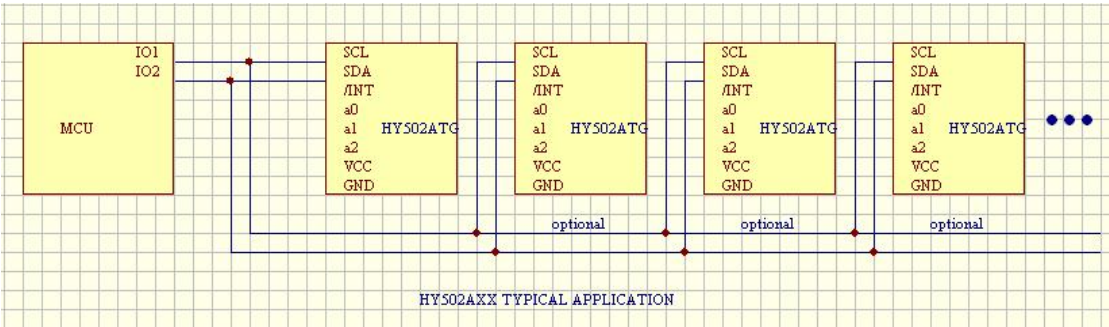 IO1
IO2
MCU
SCL
SDA
/INT
a0
a1
a2
VCC
GND
HY502ATG
SCL
SDA
/INT
a0
a1
a2
VCC
GND
HY502ATG
SCL
SDA
/INT
a0
a1
a2
VCC
GND
HY502ATG
SCL
SDA
/INT
a0
a1
a2
VCC
GND
HY502ATG
optional
optional
optional
HY502AXX TYPICAL APPLICATION